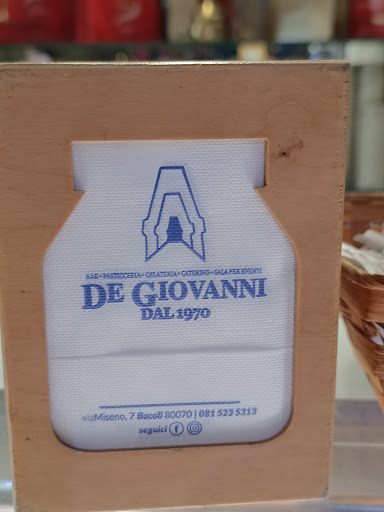 BAR • PASTICCERIA • GELATERIA • CATERING • SALA PER EVENTI
DE GIOVANNI
DAL 1970
via Miseno, 7 Bacoli 80070 | 081 523 5313
seguici